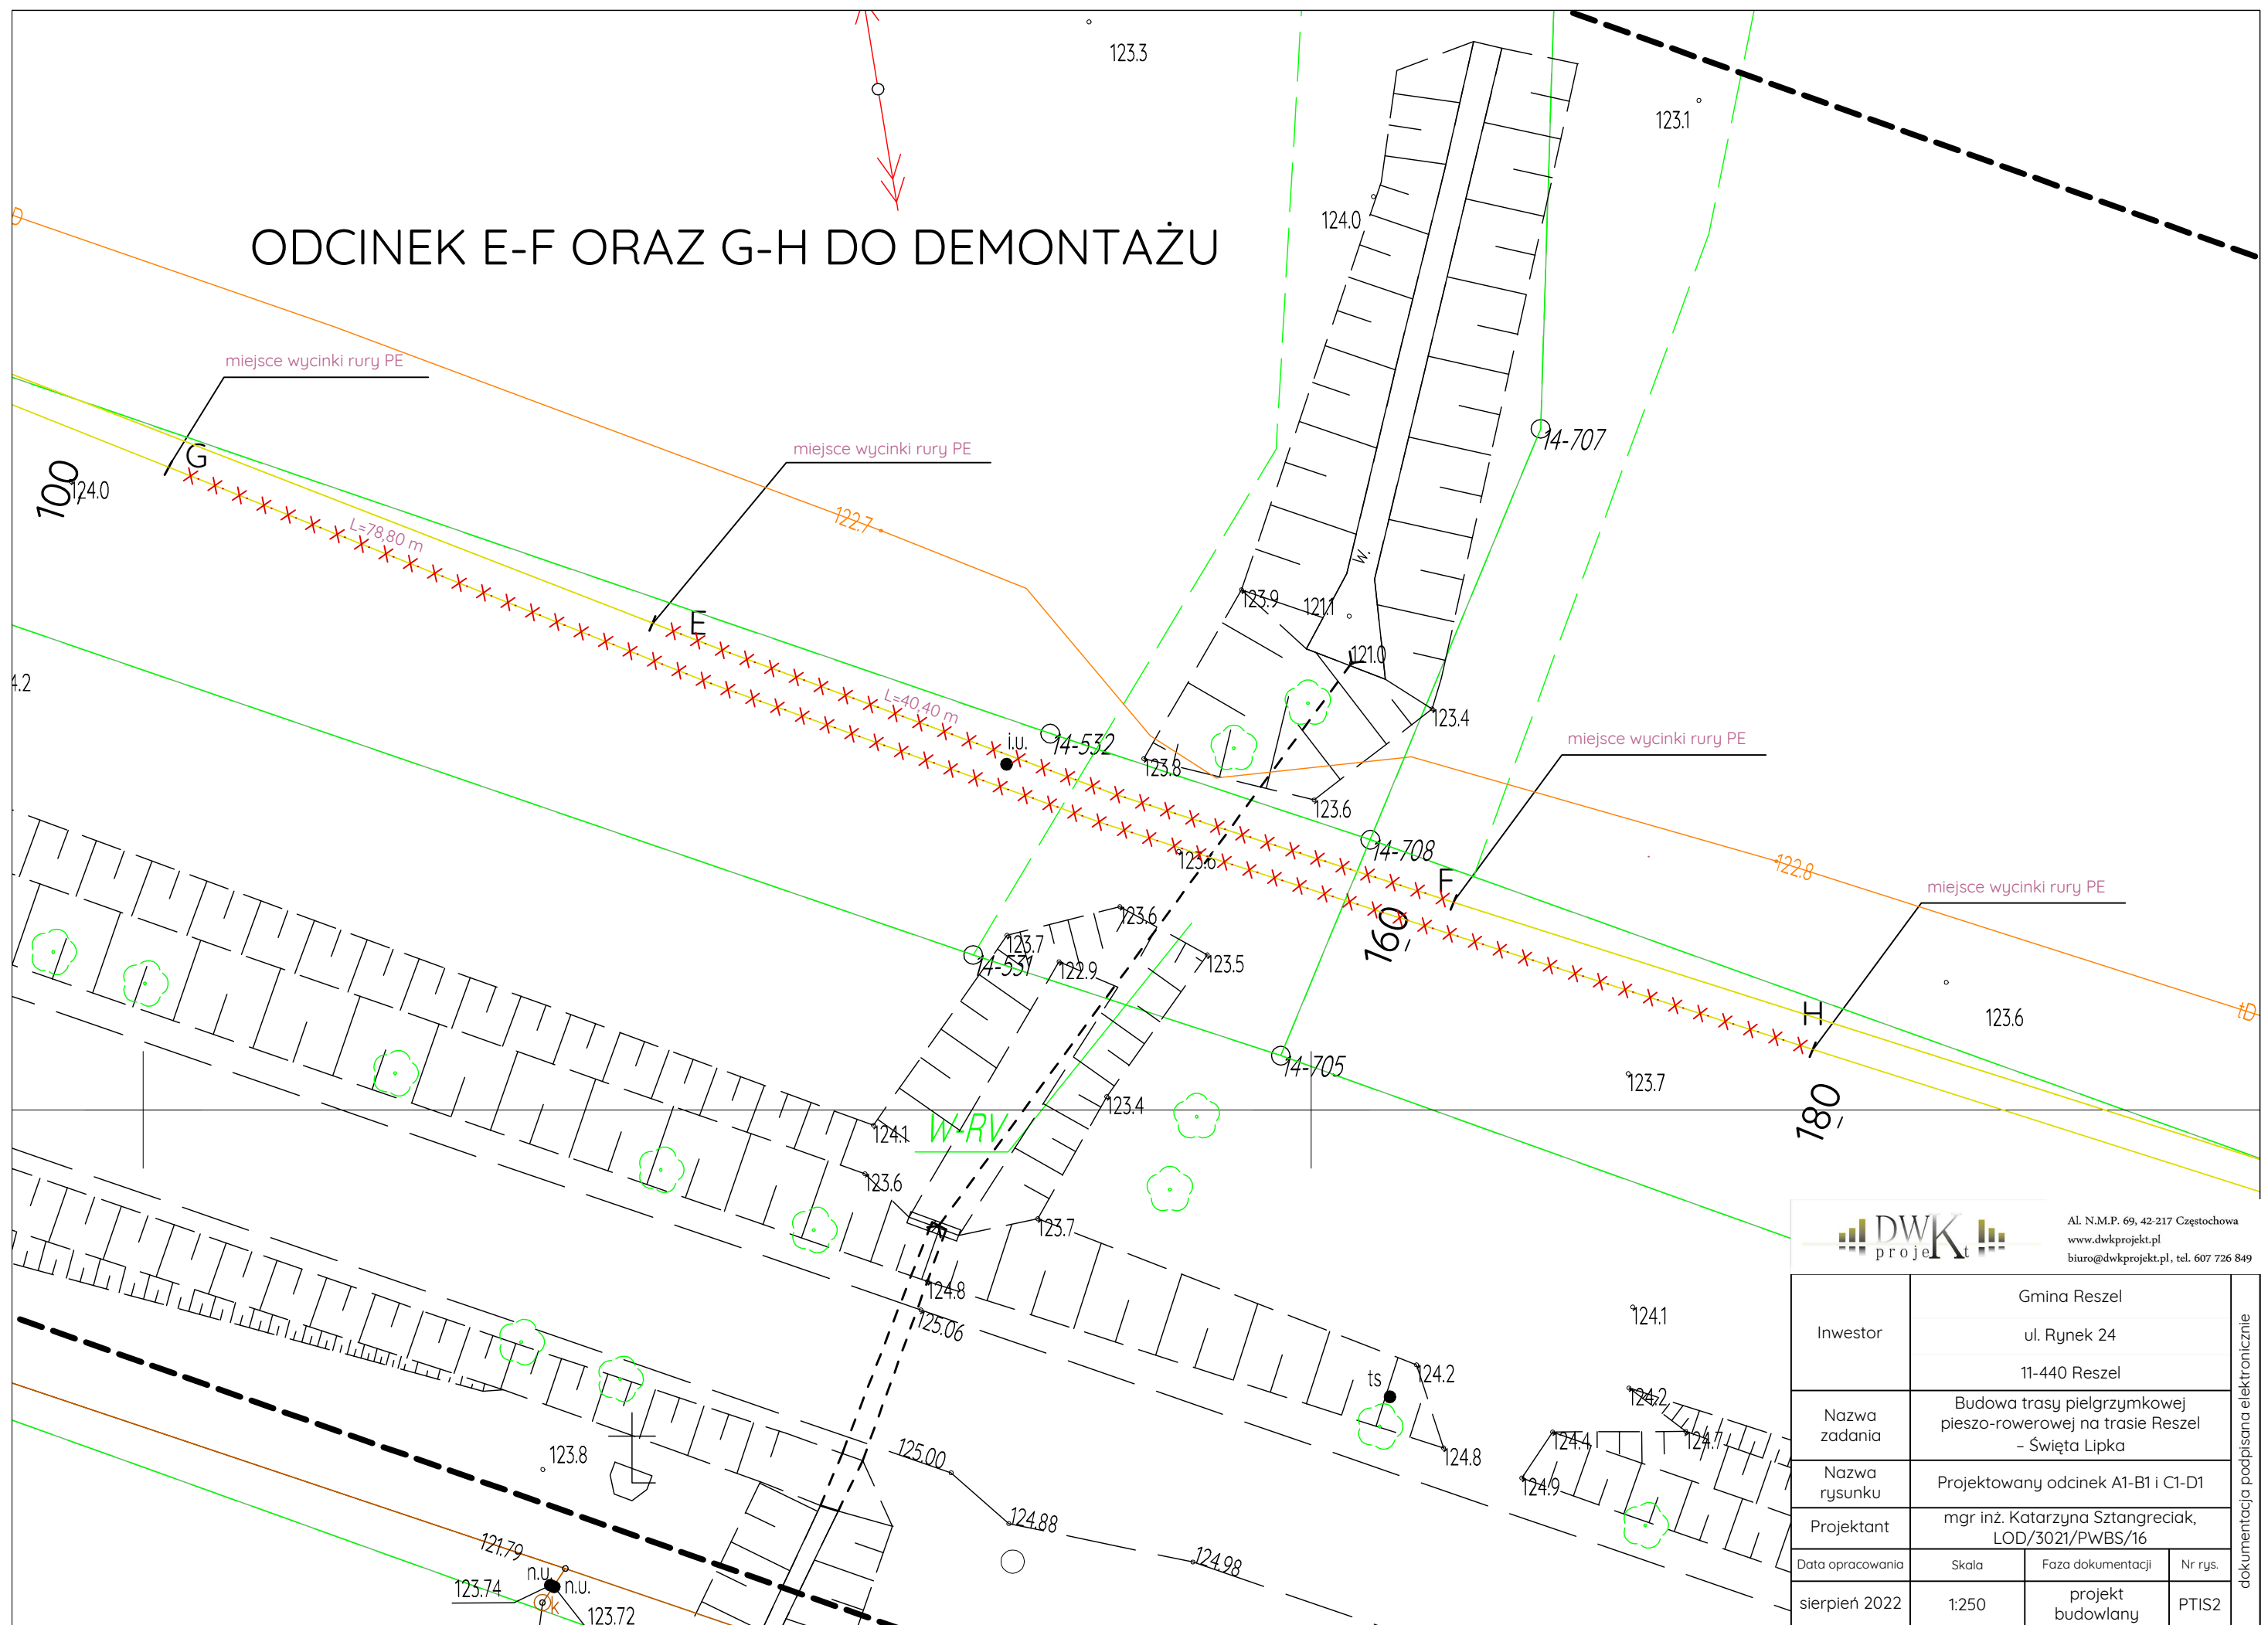 123.3
123.1
124.0
D
ODCINEK E-F ORAZ G-H DO DEMONTAŻU
miejsce wycinki rury PE
G
100
124.0
L=78,80 m
miejsce wycinki rury PE
122.7
E
14-707
w.
123.9
121.1
121.0
4.2
L=40,40 m
123.4
i.u.
14-532
123.8
123.6
miejsce wycinki rury PE
14-708
123.6
F
122.8
miejsce wycinki rury PE
160
123.6
123.7
14-531
122.9
123.5
H
tD
123.6
14-705
123.7
123.4
180
W-RV
124.1
123.6
123.7
124.8
125.06
124.1
124.2
ts
124.2
124.4
124.7
124.8
124.9
125.00
123.8
124.88
124.98
121.79
n.u.
n.u.
123.74
k
123.72
DWK
projekt
Al. N.M.P. 69, 42-217 Częstochowa
www.dwkprojekt.pl
biuro@dwkprojekt.pl, tel. 607 726 849
Inwestor
Gmina Reszel
ul. Rynek 24
11-440 Reszel
Nazwa
zadania
Budowa trasy pielgrzymkowej
pieszo-rowerowej na trasie Reszel
– Święta Lipka
Nazwa
rysunku
Projektowany odcinek A1-B1 i C1-D1
Projektant
mgr inż. Katarzyna Sztangreciak,
LOD/3021/PWBS/16
Data opracowania
Skala
Faza dokumentacji
Nr rys.
sierpień 2022
1:250
projekt
budowlany
PTIS2
dokumentacja podpisana elektronicznie